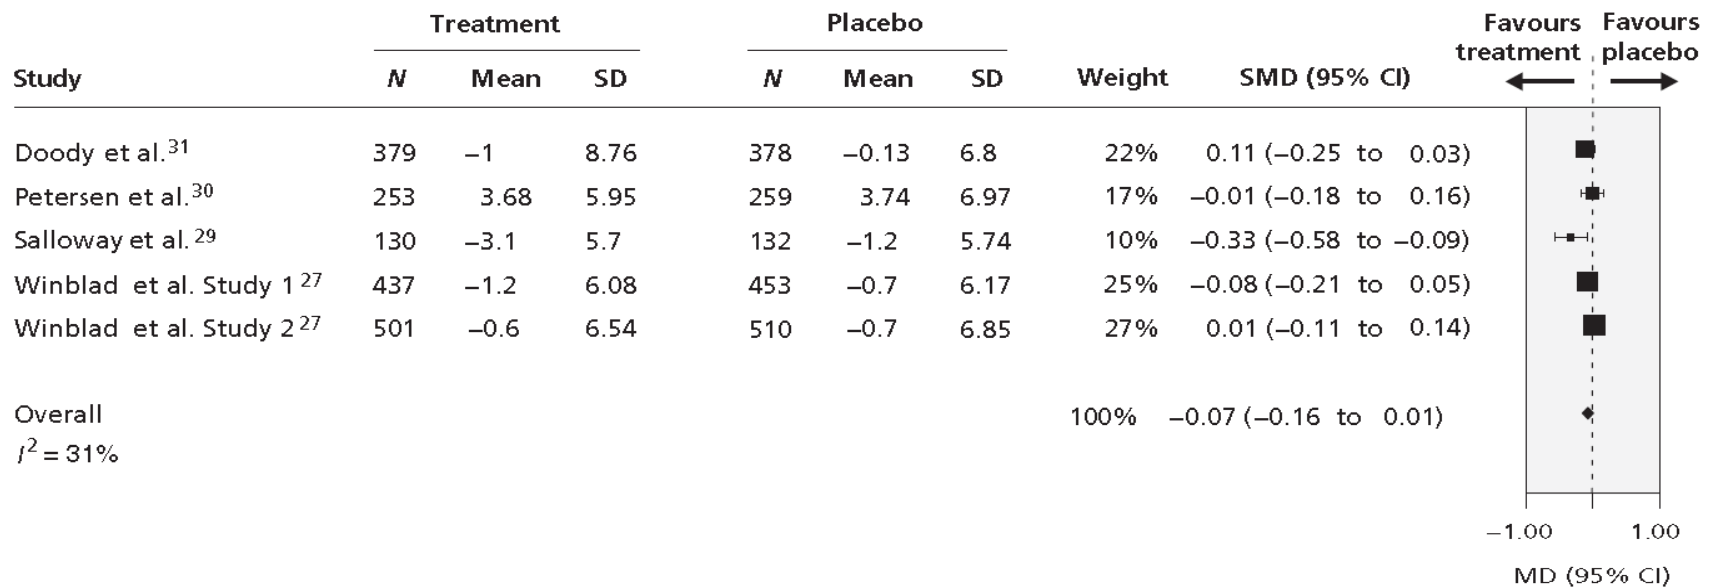 Treatment Placebo Favours Favours
treatment placebo
Study N Mean SD N Mean SD Weight SMD (95% CI)
Doody et al.31 379 −1 8.76 378 −0.13 6.8 22% 0.11 (−0.25 to 0.03)
Petersen et al.30 253 3.68 5.95 259 3.74 6.97 17% −0.01 (−0.18 to 0.16)
Salloway et al.29 130 −3.1 5.7 132 −1.2 5.74 10% −0.33 (−0.58 to −0.09)
Winblad et al. Study 127 437 −1.2 6.08 453 −0.7 6.17 25% −0.08 (−0.21 to 0.05)
Winblad et al. Study 227 501 −0.6 6.54 510 −0.7 6.85 27% 0.01 (−0.11 to 0.14)
Overall 100% −0.07 (−0.16 to 0.01)
I2 = 31%
−1.00 1.00
MD (95% CI)